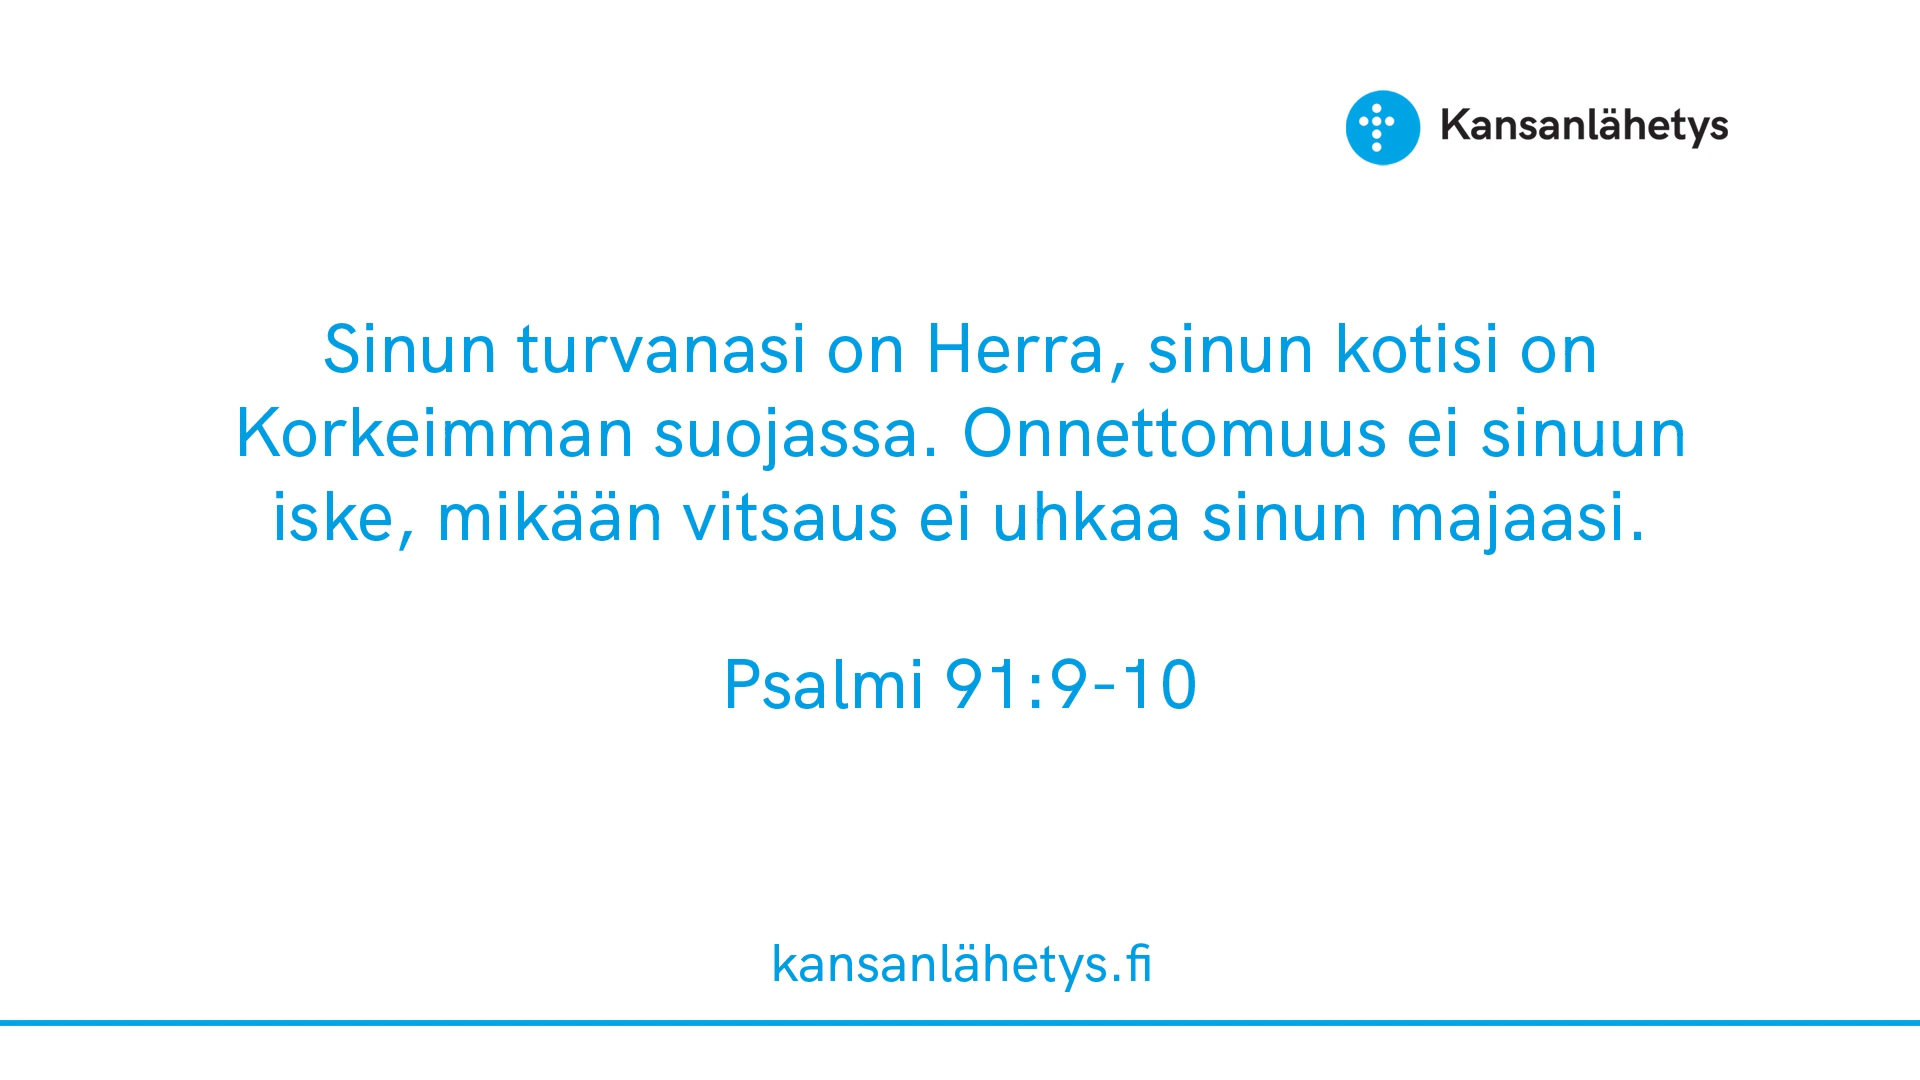 Kansanlähetys
Sinun turvanasi on Herra, sinun kotisi on
Korkeimman suojassa. Onnettomuus ei sinuun
iske, mikään vitsaus ei uhkaa sinun majaasi.
Psalmi 91:9-10
kansanlähetys.fi